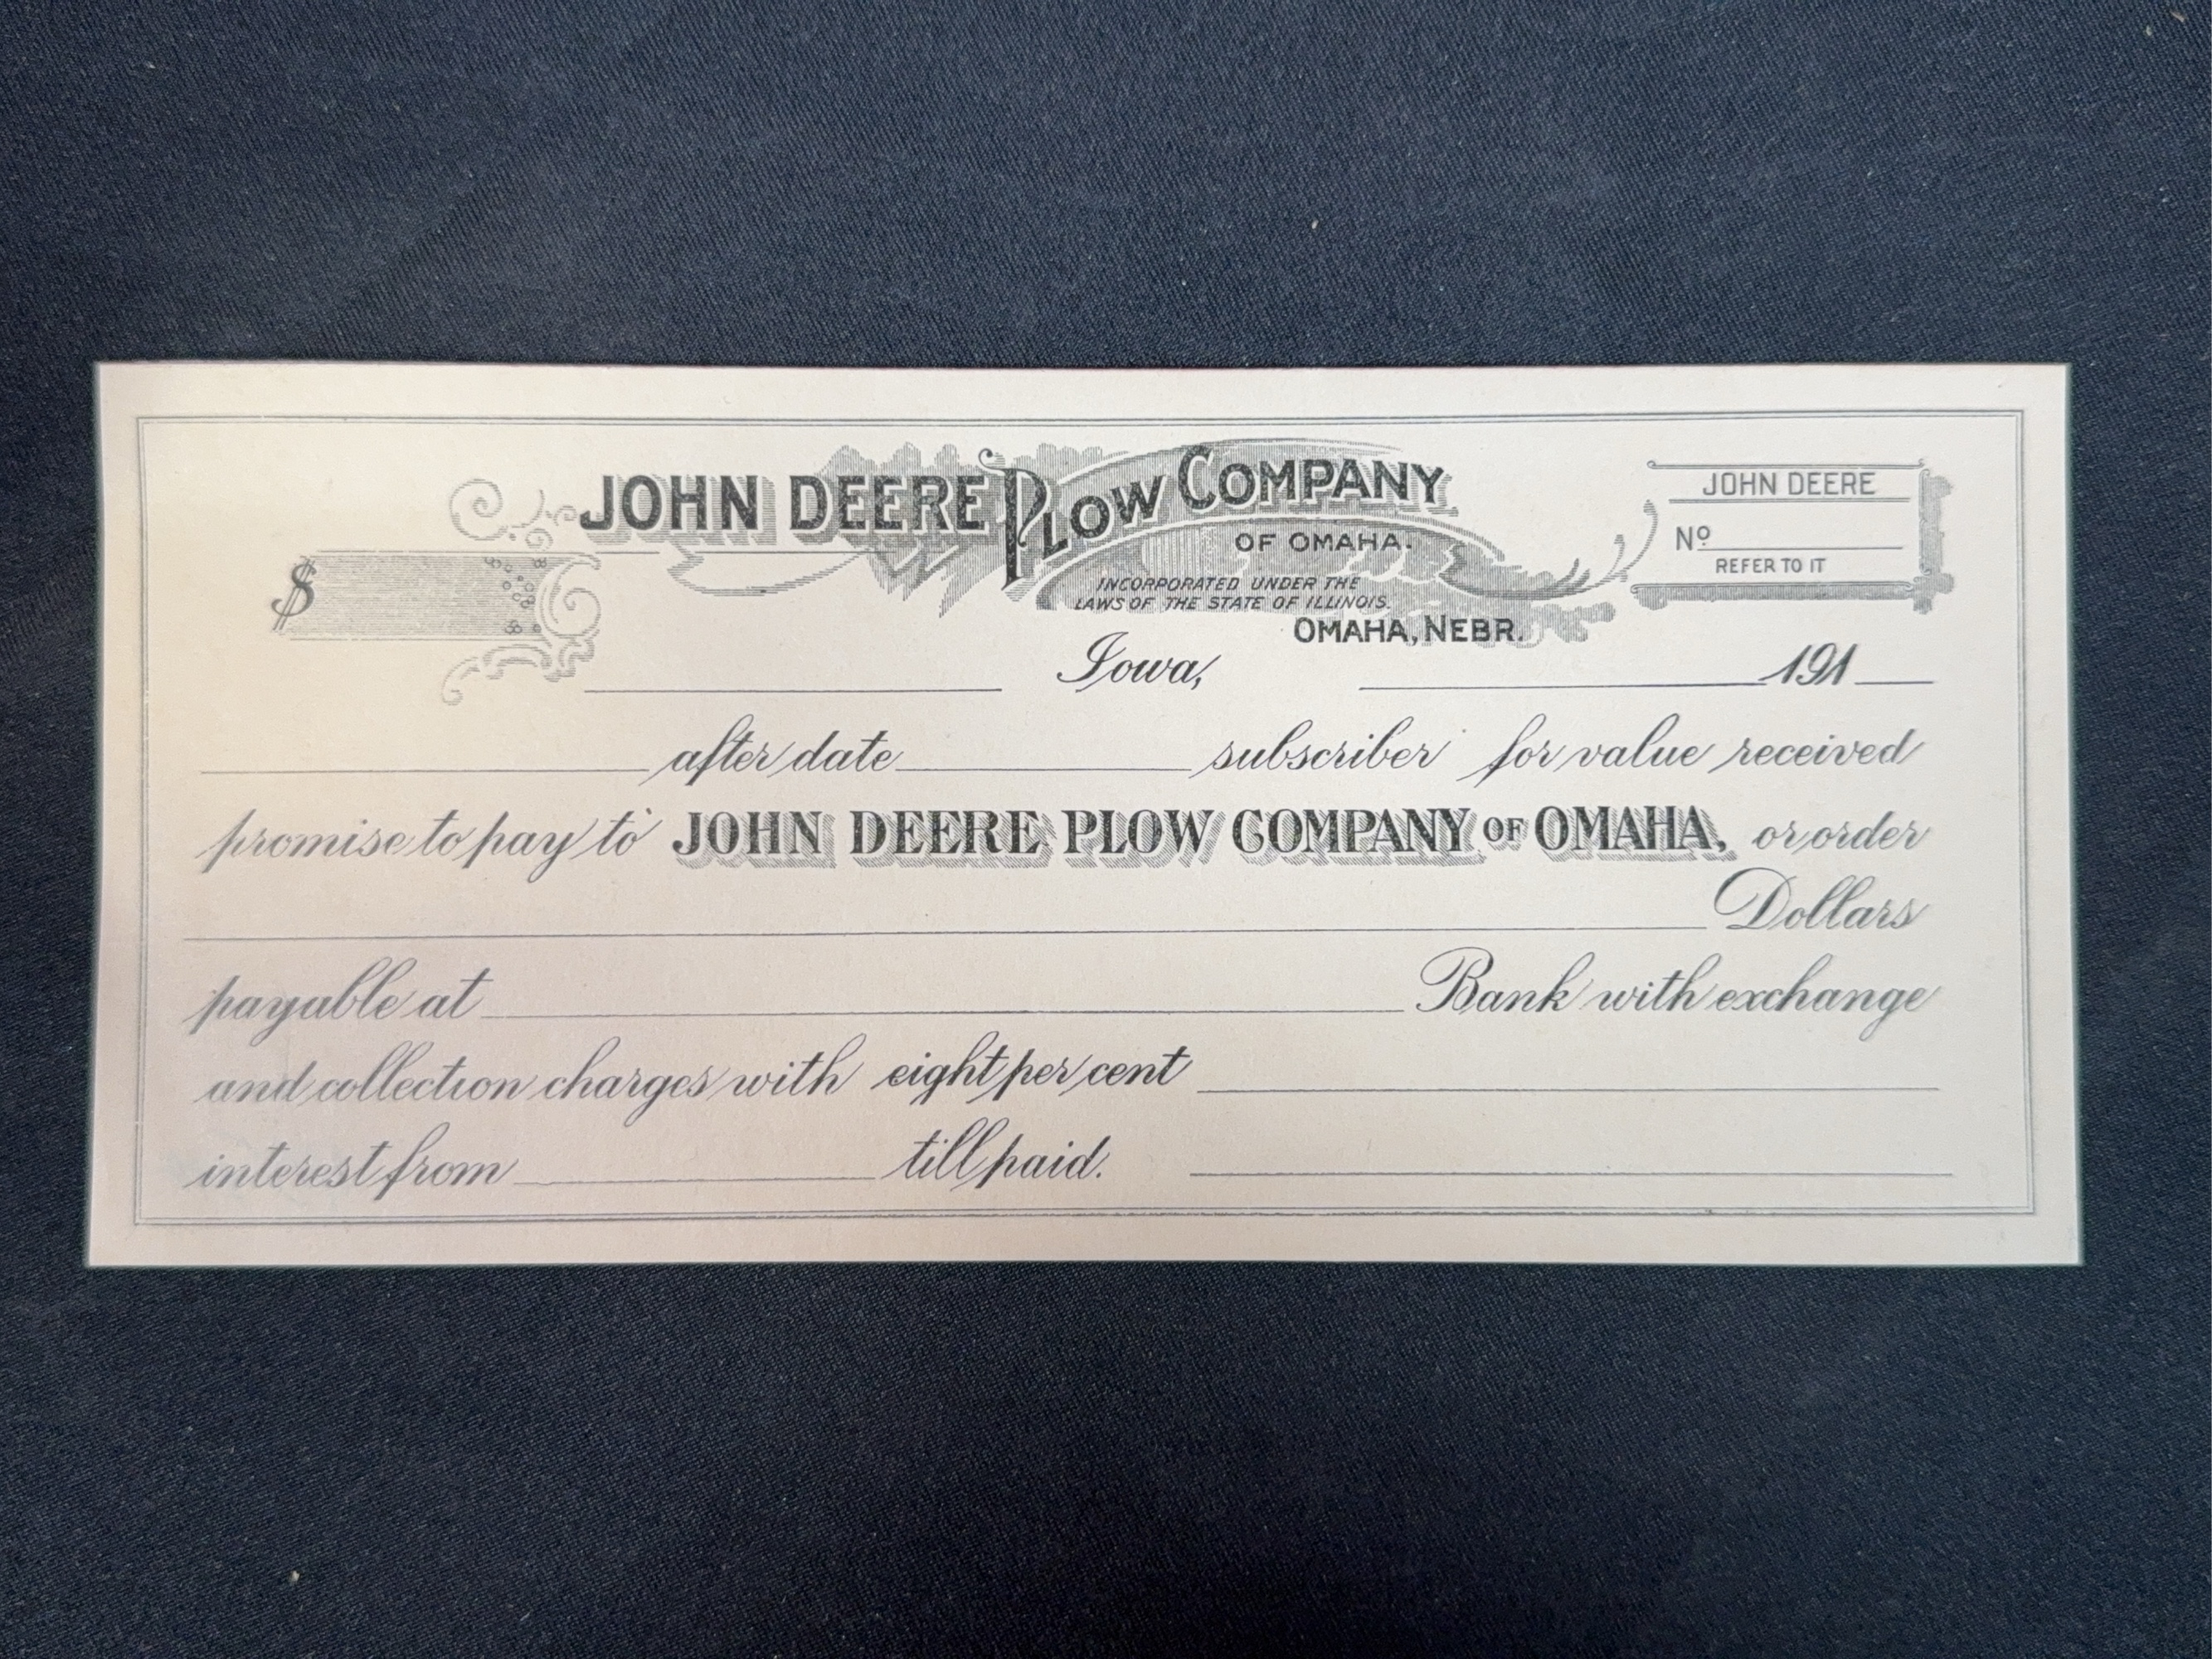 JOHN DEERE PLOW COMPANY
OF OMAHA.
INCORPORATED UNDER THE
LAWS OF THE STATE OF ILLINOIS.
OMAHA, NEBR.
JOHN DEERE
No
REFER TO IT
$
Iowa, 191
after date subscriber for value received
promise to pay to JOHN DEERE PLOW COMPANY OF OMAHA, or order
Dollars
payable at Bank with exchange
and collection charges with eight per cent
interest from till paid.